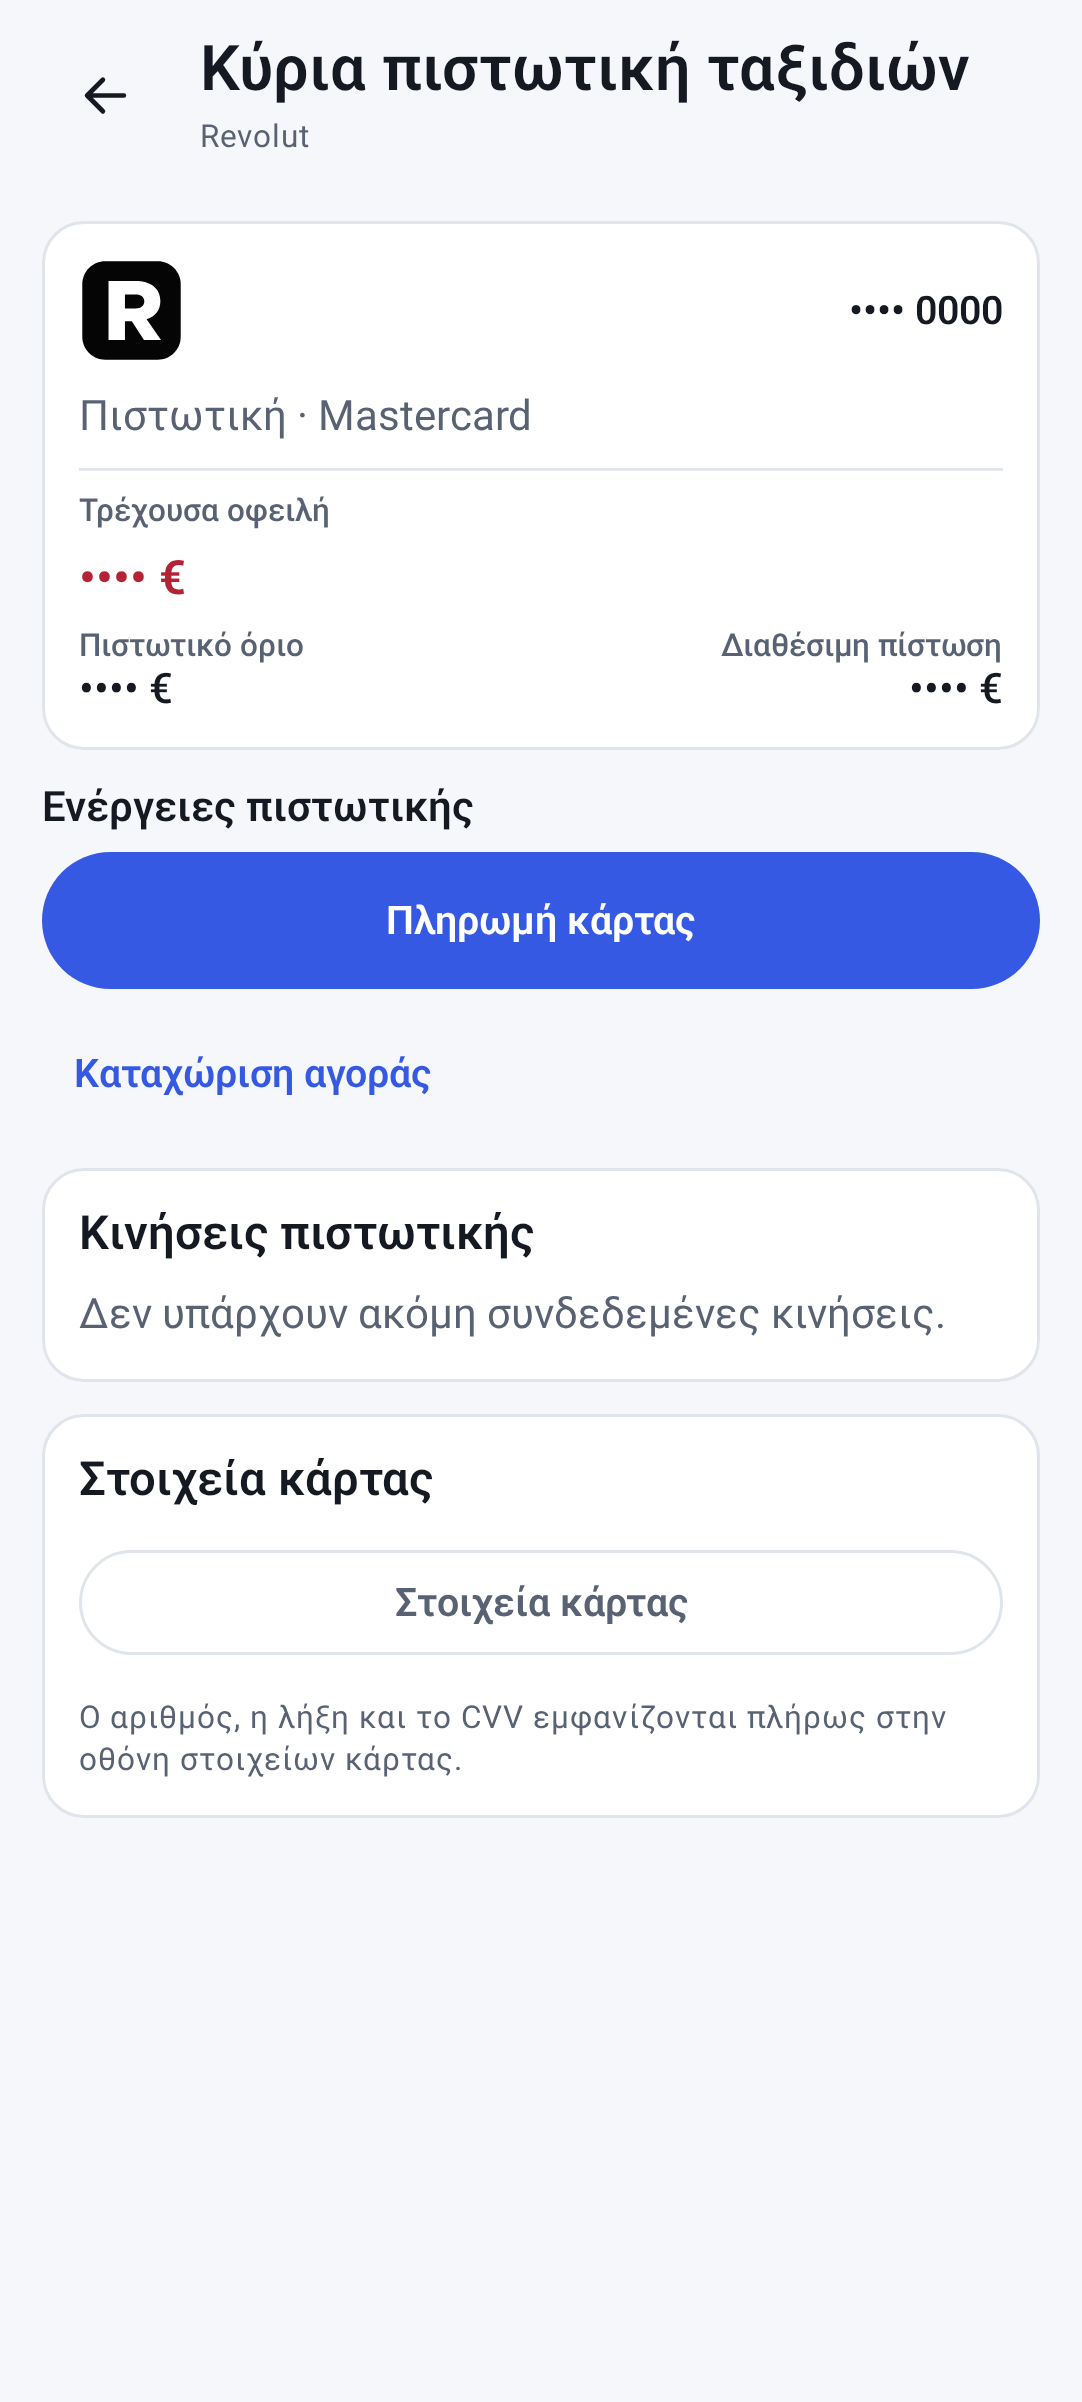 Κύρια πιστωτική ταξιδιών
Revolut
R
•••• 0000
Πιστωτική · Mastercard
Τρέχουσα οφειλή
•••• €
Πιστωτικό όριο
Διαθέσιμη πίστωση
•••• €
•••• €
Ενέργειες πιστωτικής
Πληρωμή κάρτας
Καταχώριση αγοράς
Κινήσεις πιστωτικής
Δεν υπάρχουν ακόμη συνδεδεμένες κινήσεις.
Στοιχεία κάρτας
Στοιχεία κάρτας
Ο αριθμός, η λήξη και το CVV εμφανίζονται πλήρως στην
οθόνη στοιχείων κάρτας.